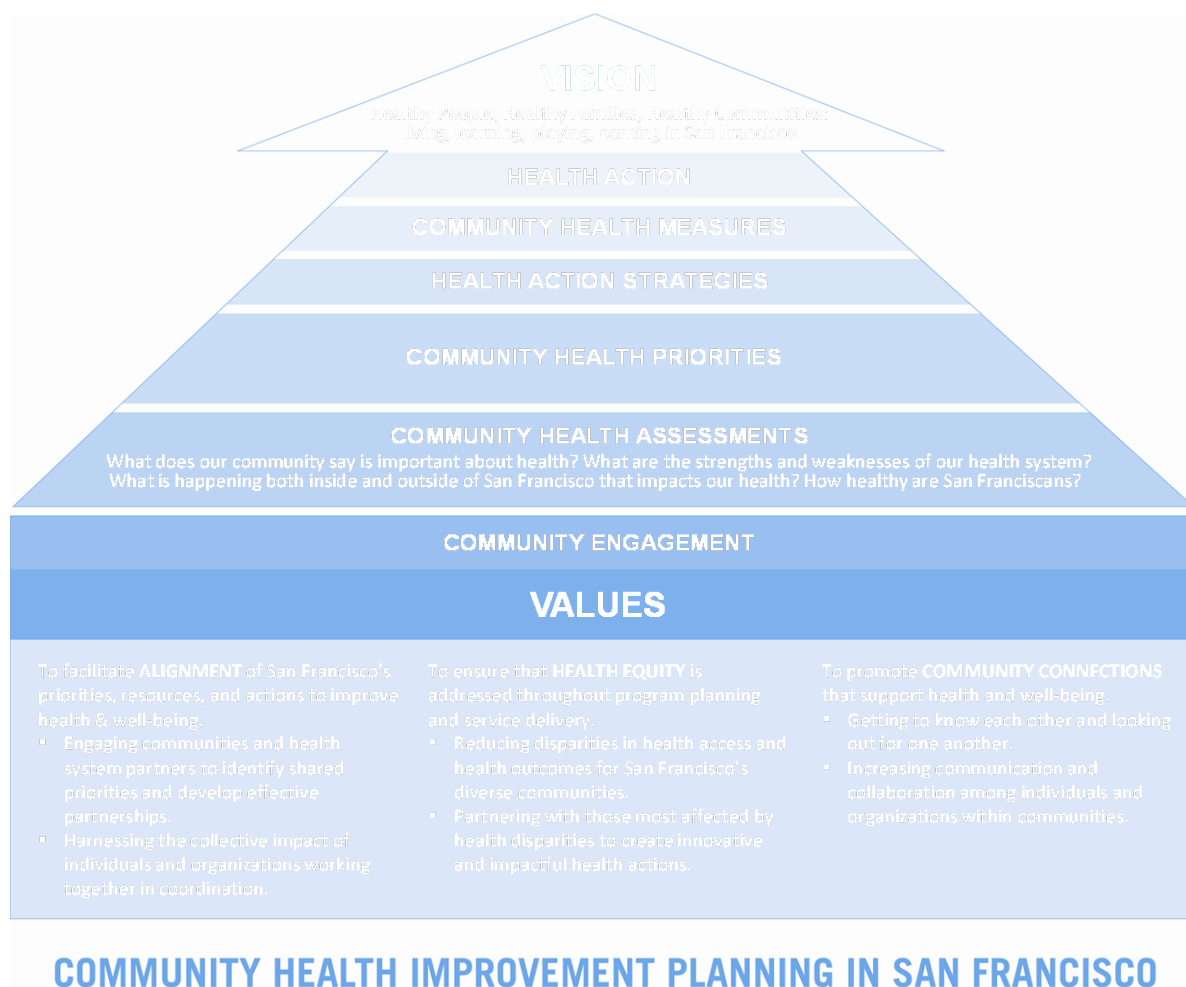 VISION
Healthy People, Healthy Families, Healthy Communities:
living, learning, playing, earning in San Francisco
HEALTH ACTION
COMMUNITY HEALTH MEASURES
HEALTH ACTION STRATEGIES
COMMUNITY HEALTH PRIORITIES
COMMUNITY HEALTH ASSESSMENTS
What does our community say is important about health? What are the strengths and weaknesses of our health system?
What is happening both inside and outside of San Francisco that impacts our health? How healthy are San Franciscans?
COMMUNITY ENGAGEMENT
VALUES
To facilitate ALIGNMENT of San Francisco's
priorities, resources, and actions to improve
health & well-being.
▪ Engaging communities and health
system partners to identify shared
priorities and develop effective
partnerships.
▪ Harnessing the collective impact of
individuals and organizations working
together in coordination.
To ensure that HEALTH EQUITY is
addressed throughout program planning
and service delivery.
▪ Reducing disparities in health access and
health outcomes for San Francisco's
diverse communities.
▪ Partnering with those most affected by
health disparities to create innovative
and impactful health actions.
To promote COMMUNITY CONNECTIONS
that support health and well-being.
▪ Getting to know each other and looking
out for one another.
▪ Increasing communication and
collaboration among individuals and
organizations within communities.
COMMUNITY HEALTH IMPROVEMENT PLANNING IN SAN FRANCISCO